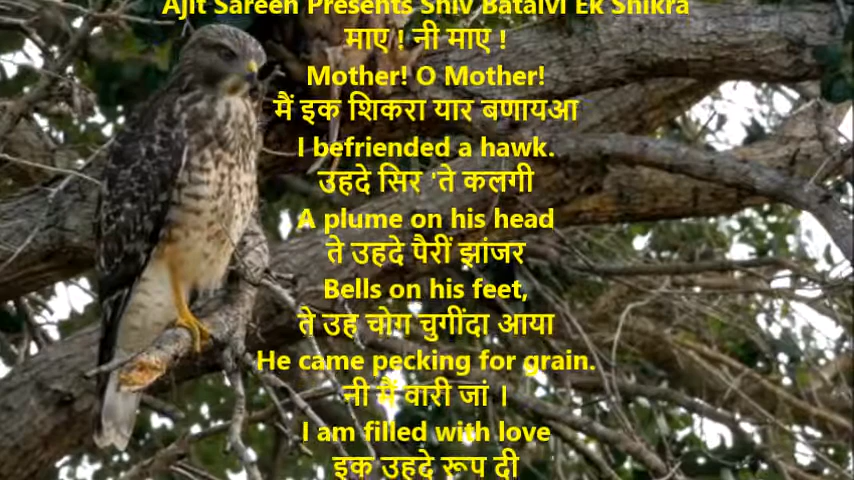 Ajit Sareen Presents Shiv Batalvi Ek Shikra
माए ! नी माए !
Mother! O Mother!
मैं इक शिकरा यार बणायआ
I befriended a hawk.
उहदे सिर 'ते कलगी
A plume on his head
ते उहदे पैरीं झांजर
Bells on his feet,
ते उह चोग चुगींदा आया
He came pecking for grain.
नी मैं वारी जां ।
I am filled with love
इक उहदे रूप दी